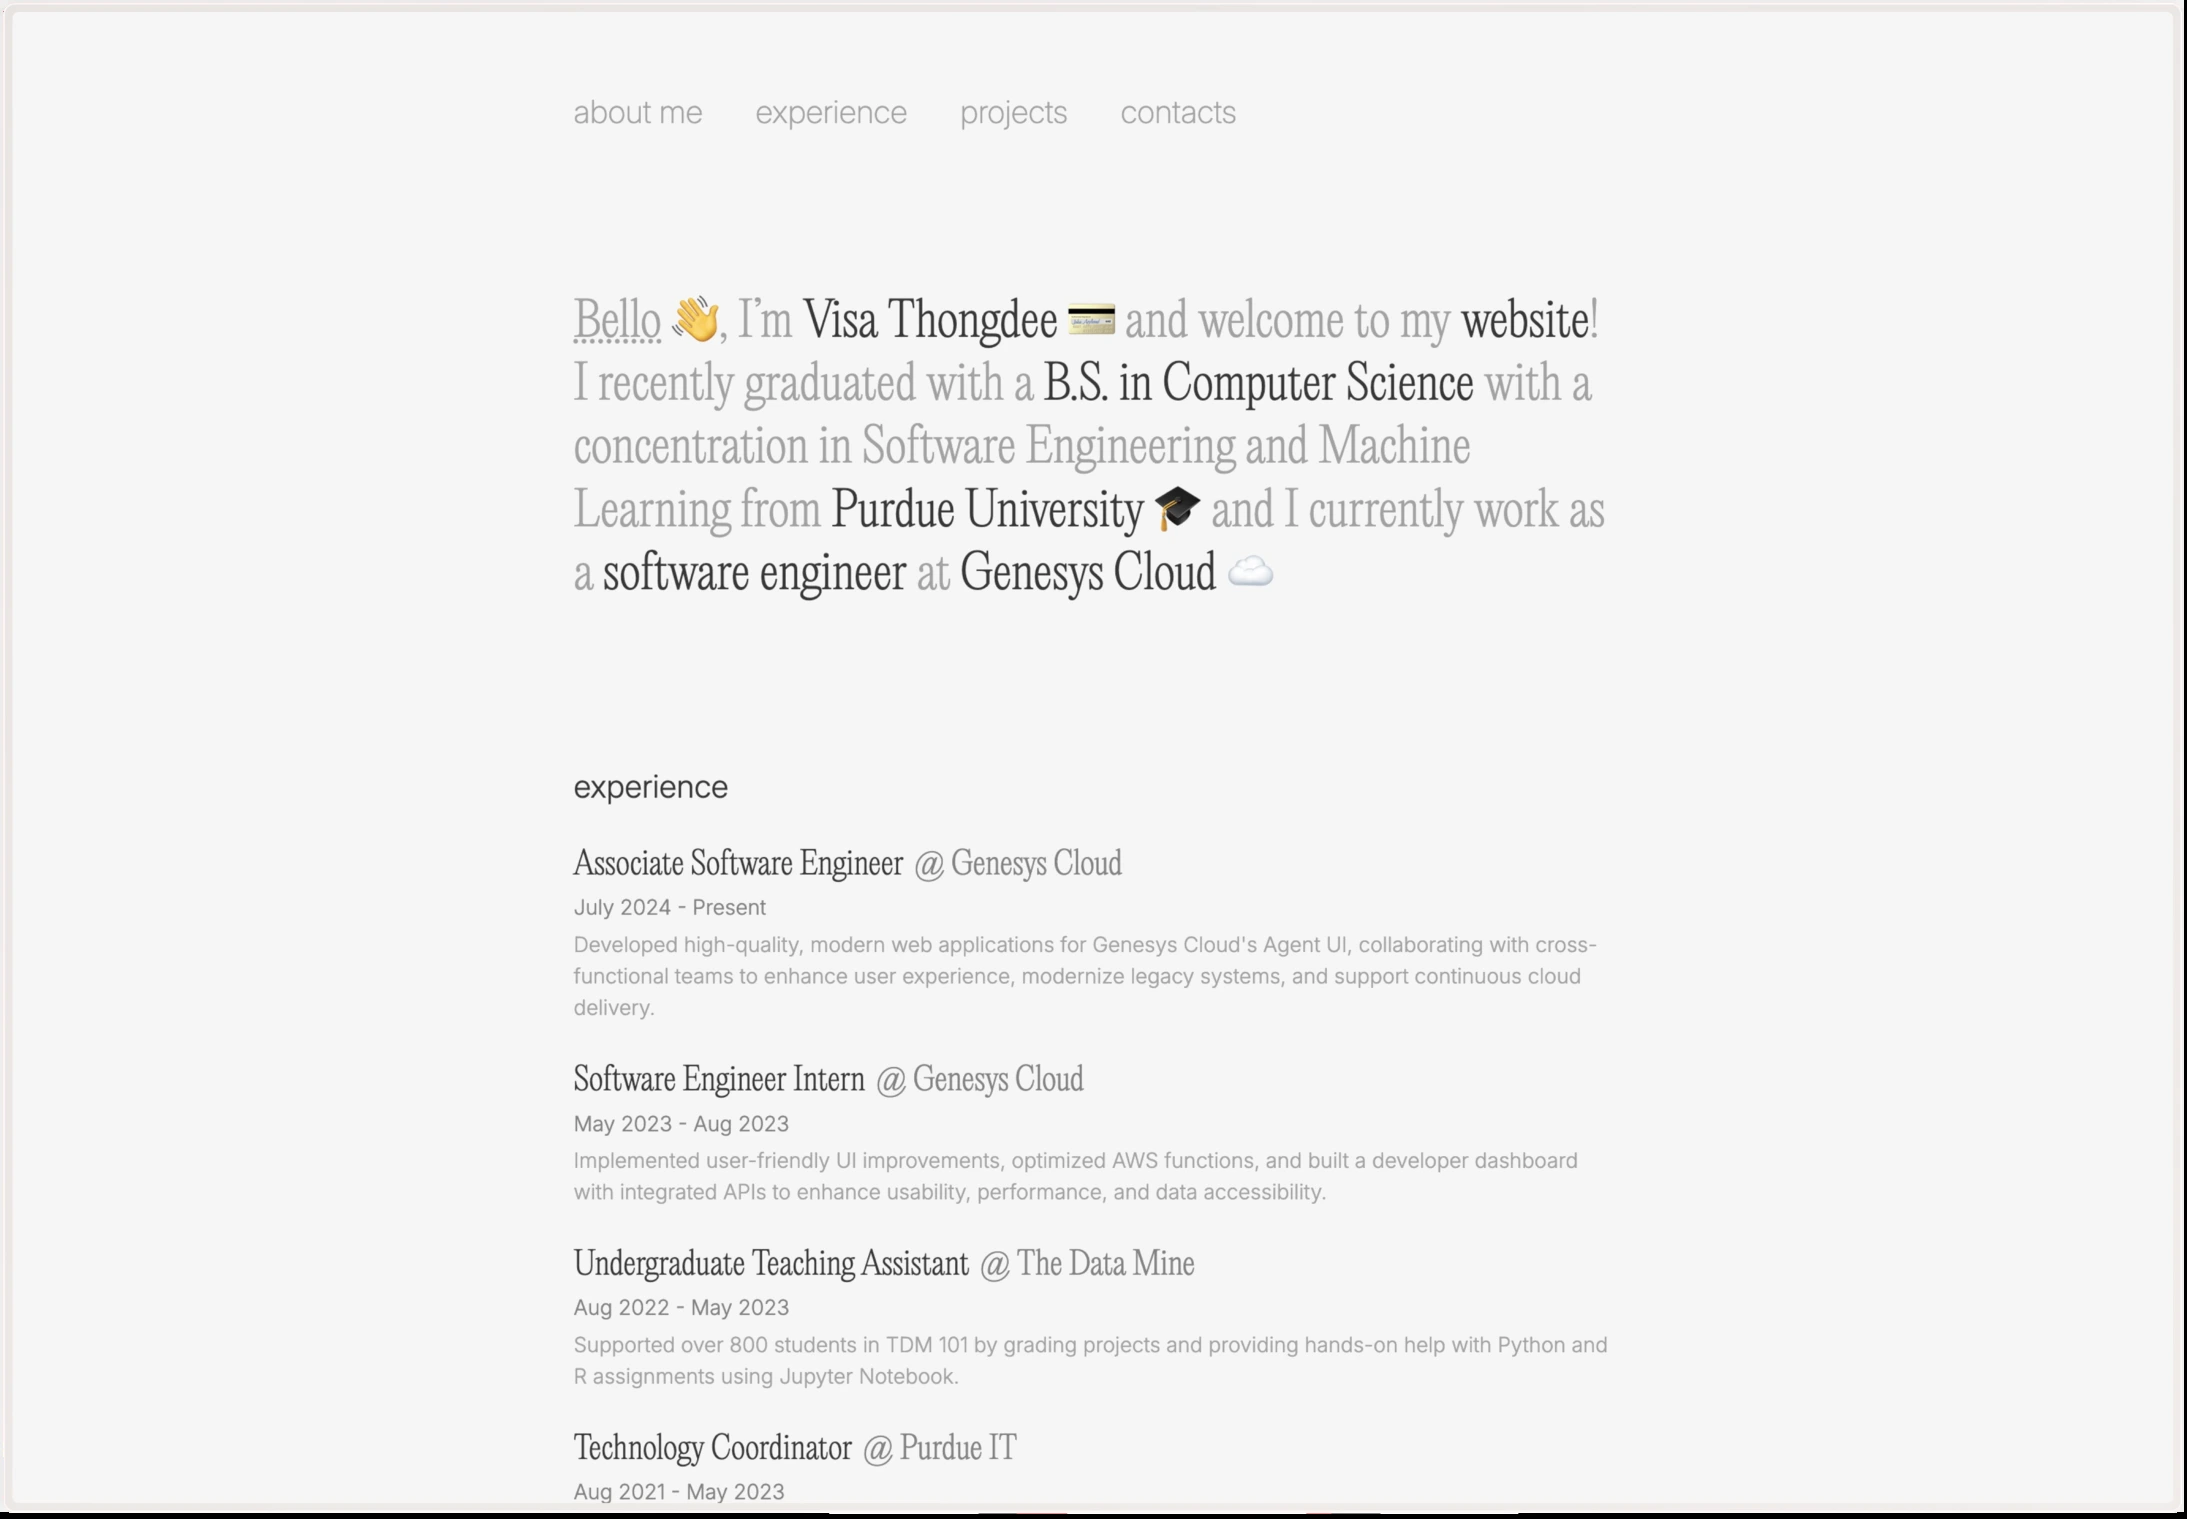 about me experience projects contacts
Bello 👋, I’m Visa Thongdee 💳 and welcome to my website!
I recently graduated with a B.S. in Computer Science with a
concentration in Software Engineering and Machine
Learning from Purdue University 🎓 and I currently work as
a software engineer at Genesys Cloud ☁️
experience
Associate Software Engineer @ Genesys Cloud
July 2024 - Present
Developed high-quality, modern web applications for Genesys Cloud's Agent UI, collaborating with cross-
functional teams to enhance user experience, modernize legacy systems, and support continuous cloud
delivery.
Software Engineer Intern @ Genesys Cloud
May 2023 - Aug 2023
Implemented user-friendly UI improvements, optimized AWS functions, and built a developer dashboard
with integrated APIs to enhance usability, performance, and data accessibility.
Undergraduate Teaching Assistant @ The Data Mine
Aug 2022 - May 2023
Supported over 800 students in TDM 101 by grading projects and providing hands-on help with Python and
R assignments using Jupyter Notebook.
Technology Coordinator @ Purdue IT
Aug 2021 - May 2023